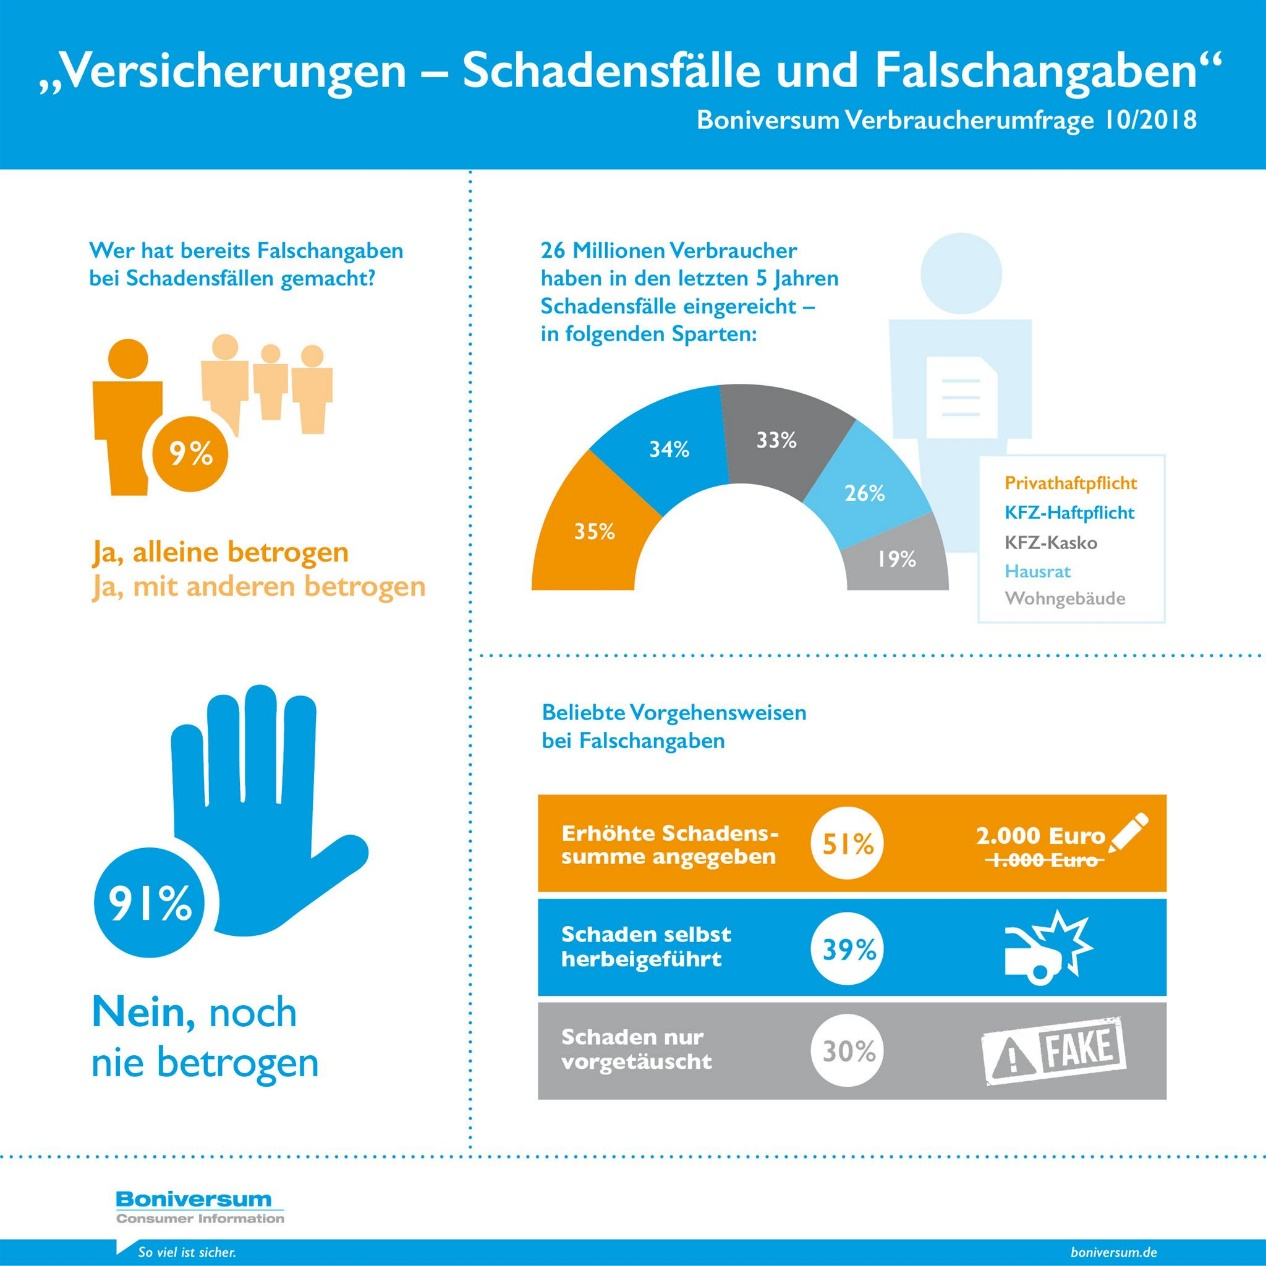 „Versicherungen – Schadensfälle und Falschangaben“
Boniversum Verbraucherumfrage 10/2018
Wer hat bereits Falschangaben
bei Schadensfällen gemacht?
9%
Ja, alleine betrogen
Ja, mit anderen betrogen
91%
Nein, noch
nie betrogen
26 Millionen Verbraucher
haben in den letzten 5 Jahren
Schadensfälle eingereicht –
in folgenden Sparten:
35%
34%
33%
26%
19%
Privathaftpflicht
KFZ-Haftpflicht
KFZ-Kasko
Hausrat
Wohngebäude
Beliebte Vorgehensweisen
bei Falschangaben
Erhöhte Schadens-
summe angegeben
51%
2.000 Euro
1.000 Euro
Schaden selbst
herbeigeführt
39%
Schaden nur
vorgetäuscht
30%
! FAKE
Boniversum
Consumer Information
So viel ist sicher.
boniversum.de